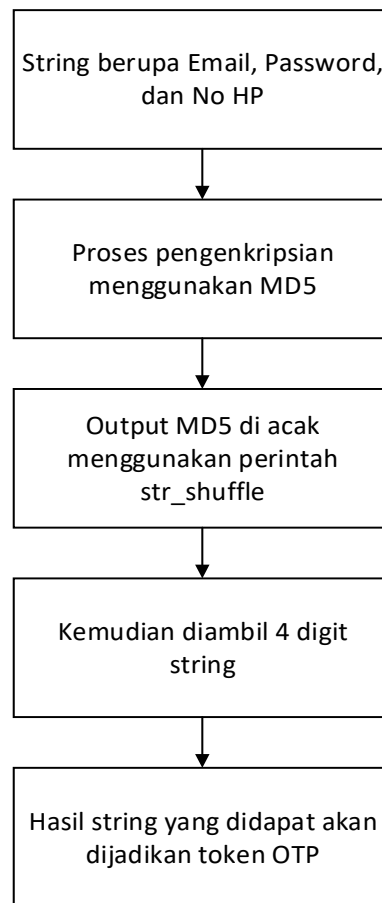 String berupa Email, Password,
dan No HP
Proses pengenkripsian
menggunakan MD5
Output MD5 di acak
menggunakan perintah
str_shuffle
Kemudian diambil 4 digit
string
Hasil string yang didapat akan
dijadikan token OTP